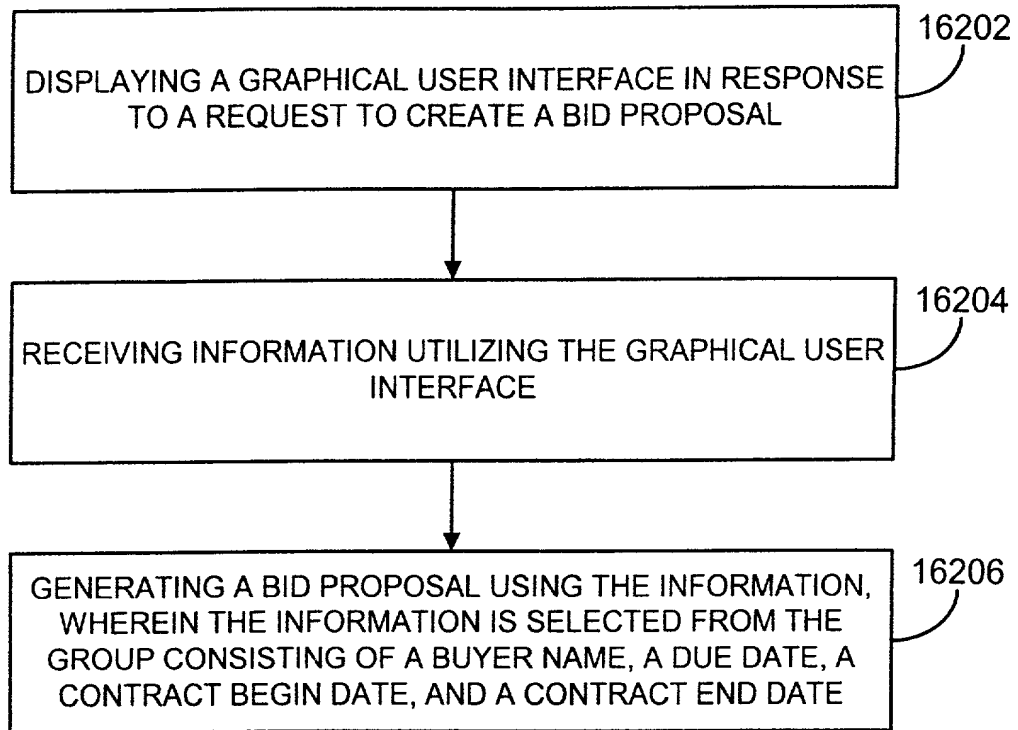 16202
DISPLAYING A GRAPHICAL USER INTERFACE IN RESPONSE
TO A REQUEST TO CREATE A BID PROPOSAL
16204
RECEIVING INFORMATION UTILIZING THE GRAPHICAL USER
INTERFACE
16206
GENERATING A BID PROPOSAL USING THE INFORMATION,
WHEREIN THE INFORMATION IS SELECTED FROM THE
GROUP CONSISTING OF A BUYER NAME, A DUE DATE, A
CONTRACT BEGIN DATE, AND A CONTRACT END DATE